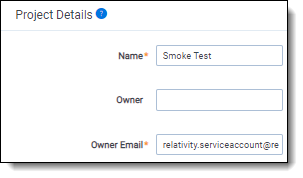 Project Details ?
Name* Smoke Test
Owner
Owner Email* relativity.serviceaccount@re